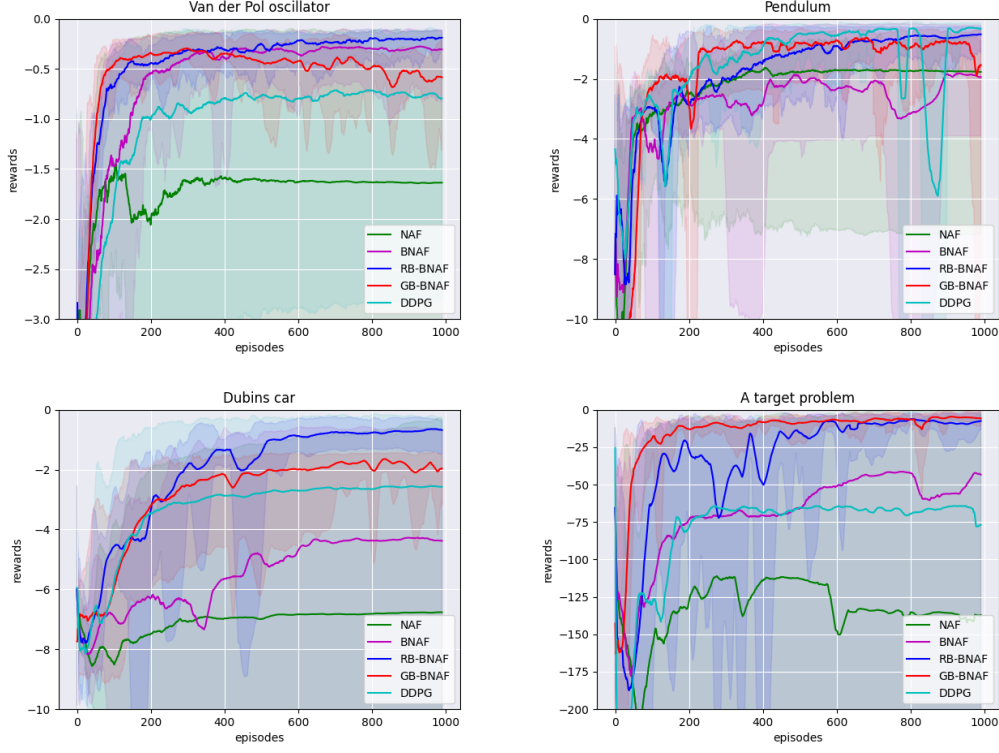 Van der Pol oscillator
0.0
−0.5
−1.0
−1.5
−2.0
−2.5
−3.0
rewards
0 200 400 600 800 1000
episodes
NAF
BNAF
RB-BNAF
GB-BNAF
DDPG
Pendulum
0
−2
−4
−6
−8
−10
rewards
0 200 400 600 800 1000
episodes
NAF
BNAF
RB-BNAF
GB-BNAF
DDPG
Dubins car
0
−2
−4
−6
−8
−10
rewards
0 200 400 600 800 1000
episodes
NAF
BNAF
RB-BNAF
GB-BNAF
DDPG
A target problem
0
−25
−50
−75
−100
−125
−150
−175
−200
rewards
0 200 400 600 800 1000
episodes
NAF
BNAF
RB-BNAF
GB-BNAF
DDPG